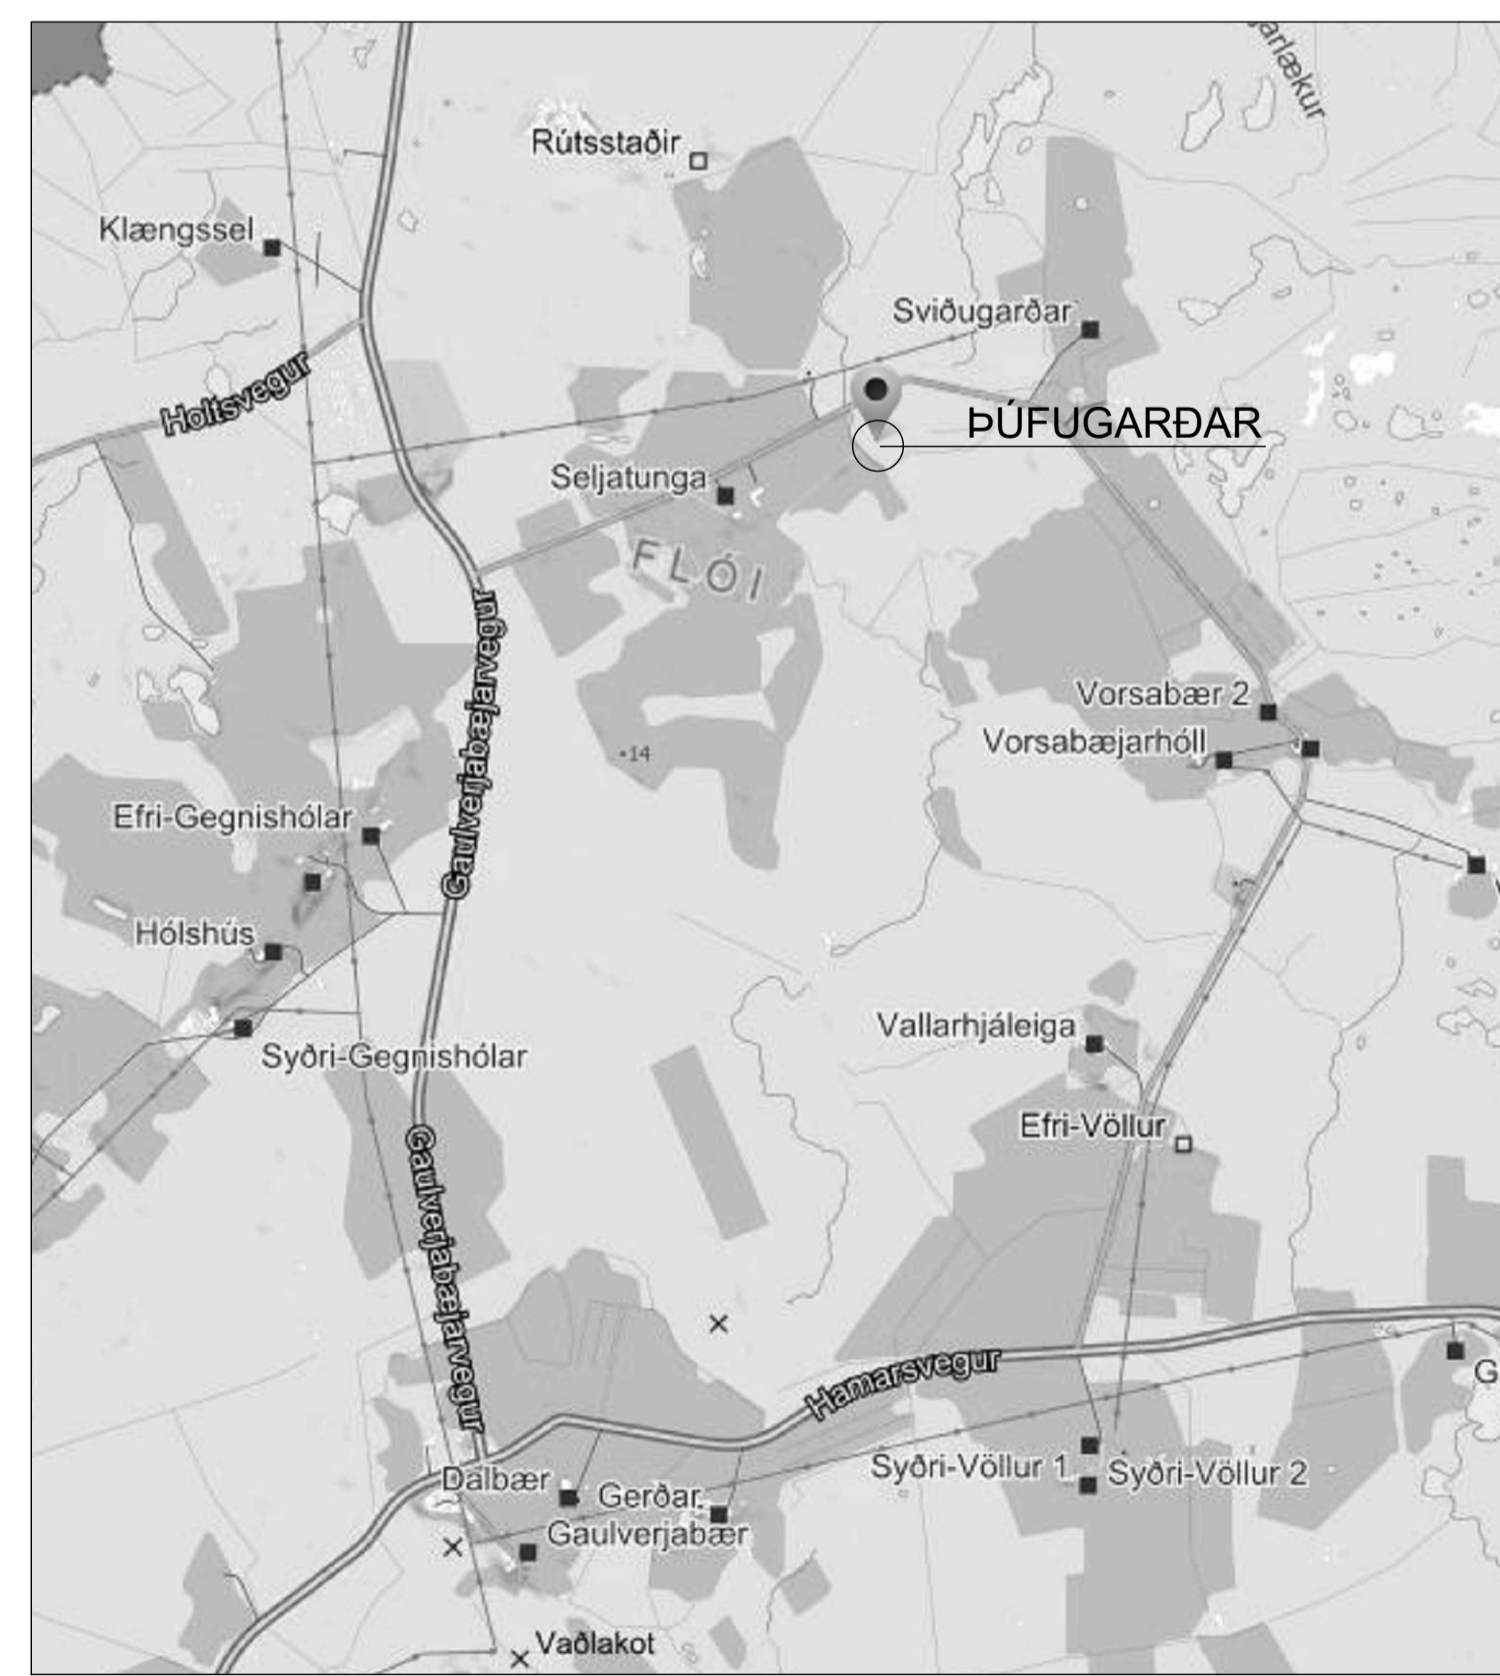 Rútsstaðir
Klængssel
Sviðugarðar
Holtsvegur
ÞÚFUGARÐAR
Seljatunga
FLÓI
Gaulverjabæjarvegur
Vorsabær 2
Vorsabæjarhóll
14
Efri-Gegnishólar
Hólshús
Vallarhjáleiga
Syðri-Gegnishólar
Efri-Völlur
Gaulverjabæjarvegur
Hamarsvegur
G
Syðri-Völlur 1
Syðri-Völlur 2
Dalbær
Gerðar
Gaulverjabær
Vaðlakot